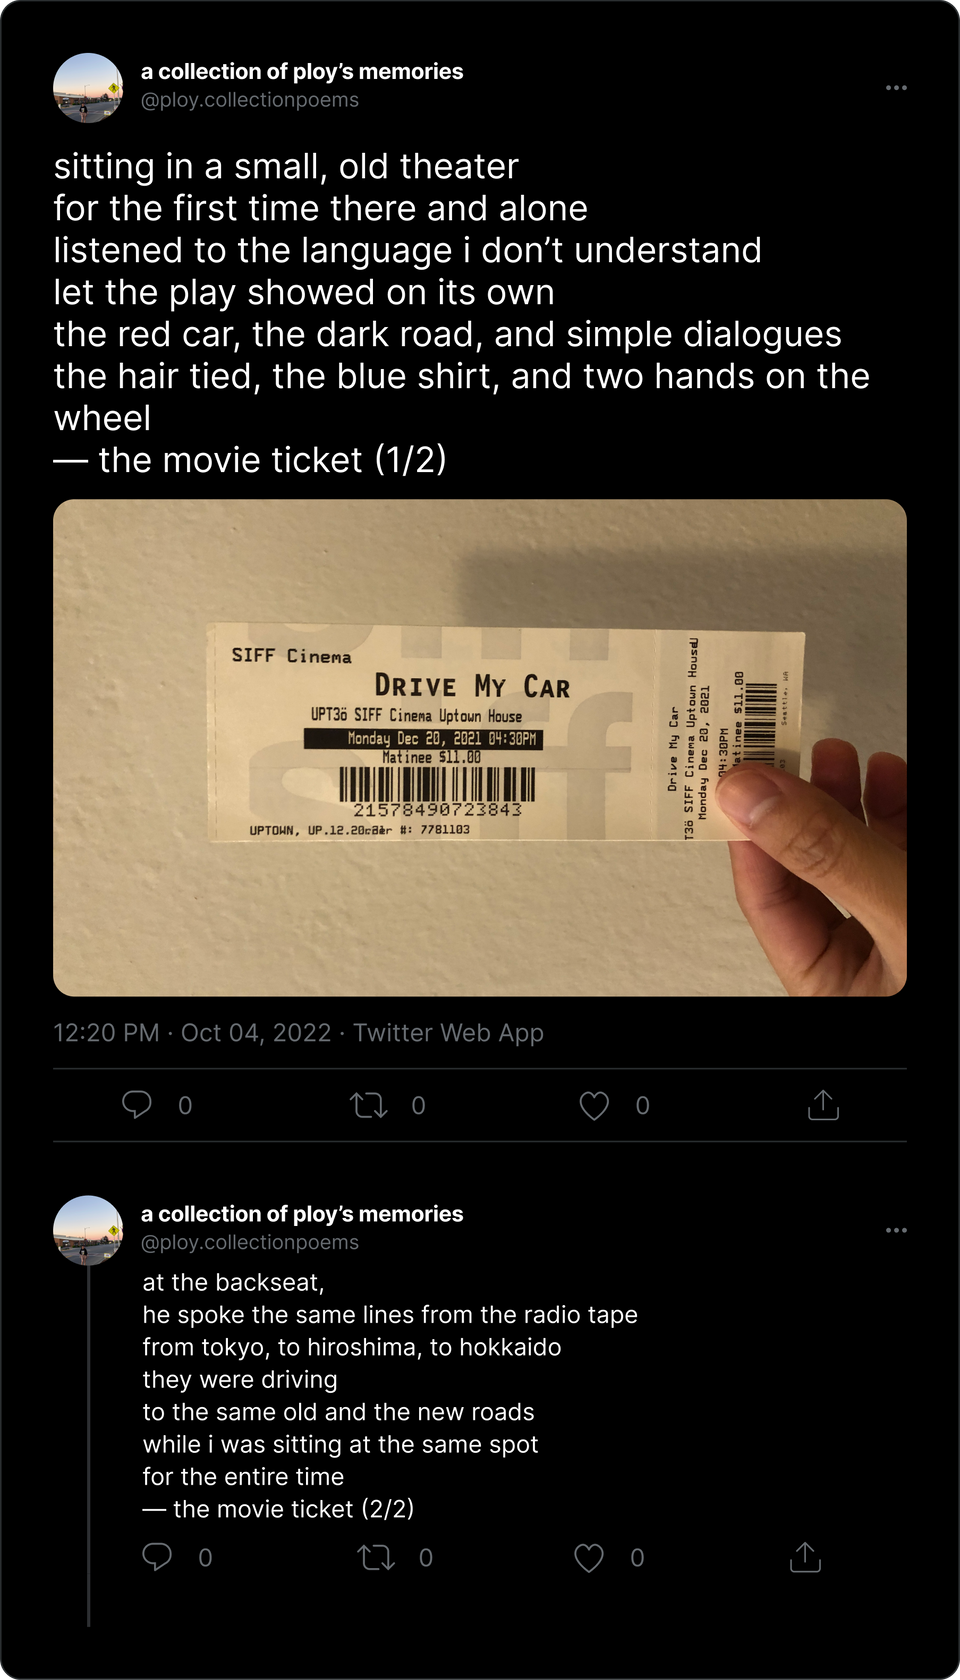 a collection of ploy’s memories
@ploy.collectionpoems
sitting in a small, old theater
for the first time there and alone
listened to the language i don’t understand
let the play showed on its own
the red car, the dark road, and simple dialogues
the hair tied, the blue shirt, and two hands on the
wheel
— the movie ticket (1/2)
SIFF Cinema
DRIVE MY CAR
UPT3ö SIFF Cinema Uptown House
Monday Dec 20, 2021 04:30PM
Matinee $11.00
21578490723843
UPTOWN, UP.12.20 #: 7781103
Drive My Car
T3ö SIFF Cinema Uptown House
Monday Dec 20, 2021
04:30PM
atinee $11.00
Seattle, WA
12:20 PM · Oct 04, 2022 · Twitter Web App
0 0 0
a collection of ploy’s memories
@ploy.collectionpoems
at the backseat,
he spoke the same lines from the radio tape
from tokyo, to hiroshima, to hokkaido
they were driving
to the same old and the new roads
while i was sitting at the same spot
for the entire time
— the movie ticket (2/2)
0 0 0